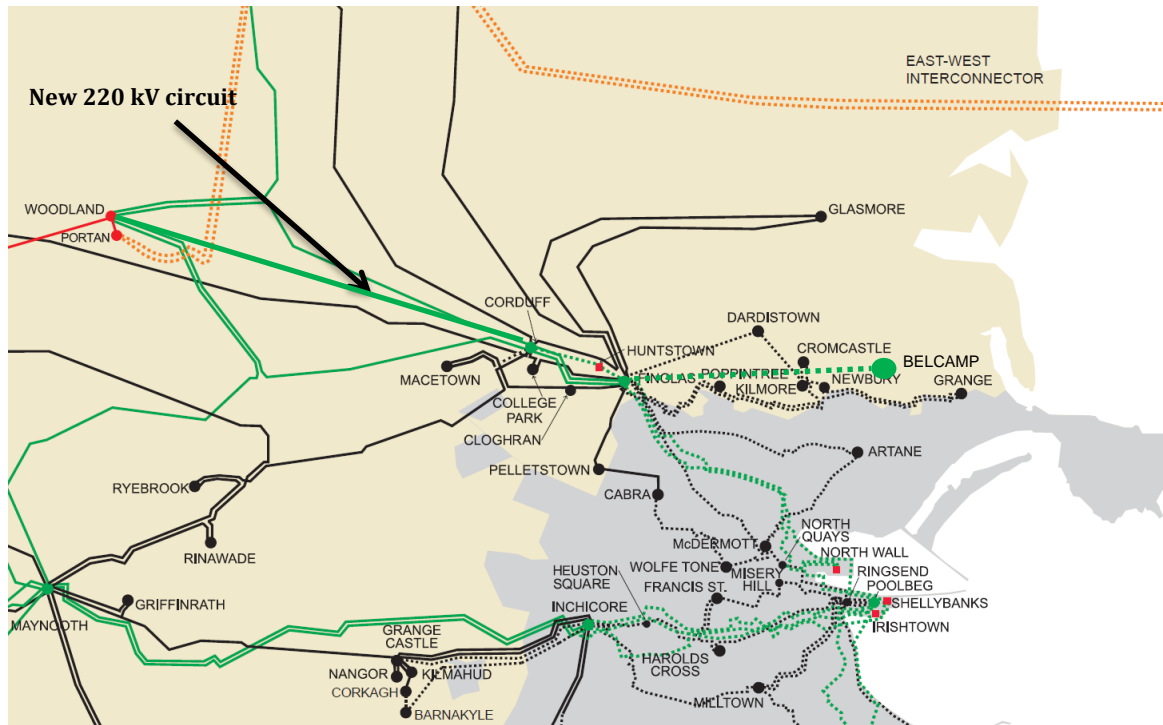 EAST-WEST
INTERCONNECTOR
New 220 kV circuit
WOODLAND
PORTAN
GLASMORE
CORDUFF
DARDISTOWN
HUNTSTOWN
CROMCASTLE
BELCAMP
MACETOWN
FINGLAS
POPPINTREE
KILMORE
NEWBURY
GRANGE
COLLEGE
PARK
CLOGHRAN
ARTANE
PELLETSTOWN
RYEBROOK
CABRA
RINAWADE
McDERMOTT
NORTH
QUAYS
NORTH WALL
WOLFE TONE
MISERY
HILL
HEUSTON
SQUARE
FRANCIS ST.
RINGSEND
POOLBEG
SHELLYBANKS
IRISHTOWN
GRIFFINRATH
MAYNOOTH
INCHICORE
GRANGE
CASTLE
NANGOR
KILMAHUD
CORKAGH
BARNAKYLE
HAROLDS
CROSS
MILLTOWN